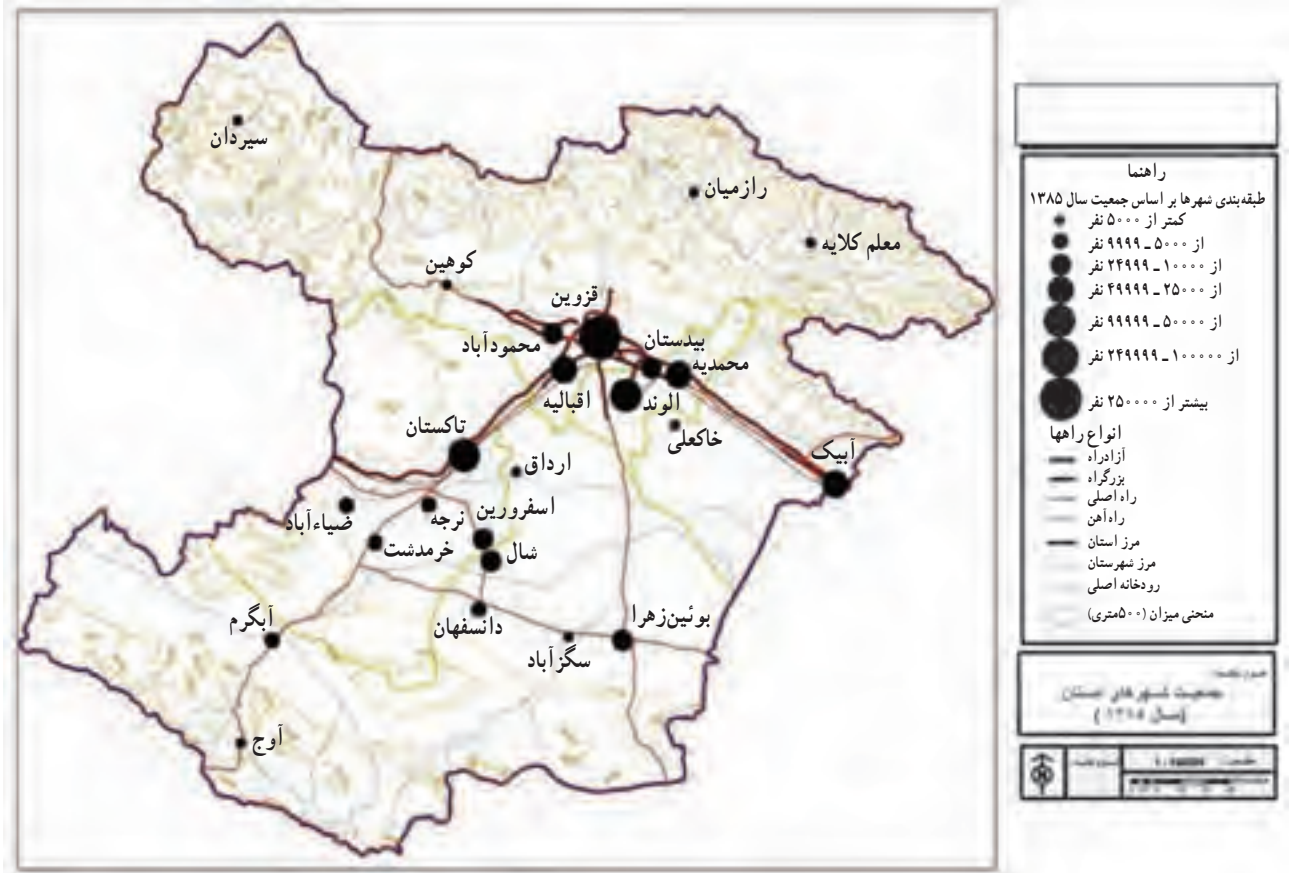 سیردان
رازمیان
معلم کلایه
کوهین
قزوین
محمودآباد
بیدستان
محمدیه
اقبالیه
الوند
خاکعلی
تاکستان
ارداق
آبیک
ضیاءآباد
نرجه
اسفرورین
خرمدشت
شال
آبگرم
دانسفهان
سگزآباد
بوئین‌زهرا
آوج
راهنما
طبقه‌بندی شهرها بر اساس جمعیت سال ۱۳۸۵
کمتر از ۵۰۰۰ نفر
از ۵۰۰۰ ـ ۹۹۹۹ نفر
از ۱۰۰۰۰ ـ ۲۴۹۹۹ نفر
از ۲۵۰۰۰ ـ ۴۹۹۹۹ نفر
از ۵۰۰۰۰ ـ ۹۹۹۹۹ نفر
از ۱۰۰۰۰۰ ـ ۲۴۹۹۹۹ نفر
بیشتر از ۲۵۰۰۰۰ نفر
انواع راهها
آزادراه
بزرگراه
راه اصلی
راه‌آهن
مرز استان
مرز شهرستان
رودخانه اصلی
منحنی میزان (۵۰۰متری)
جمعیت شهرهای استان